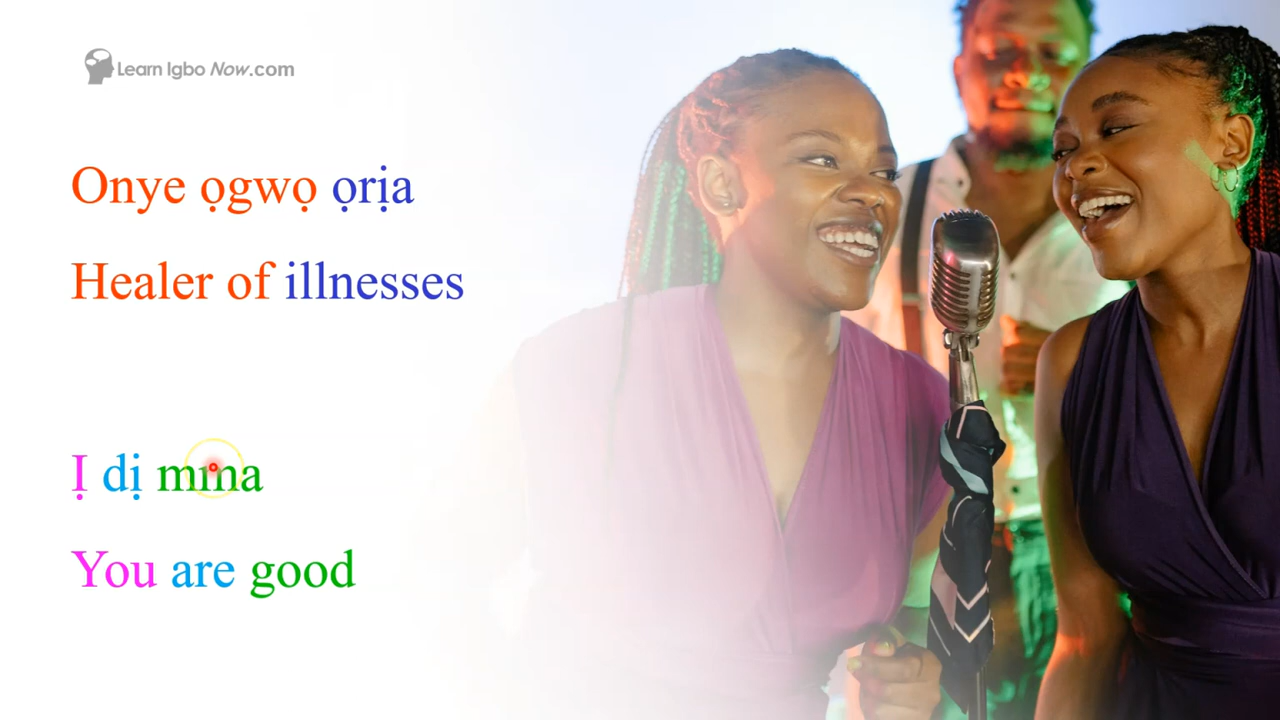 Learn Igbo Now.com
Onye ọgwọ ọrịa
Healer of illnesses
Ị dị mma
You are good